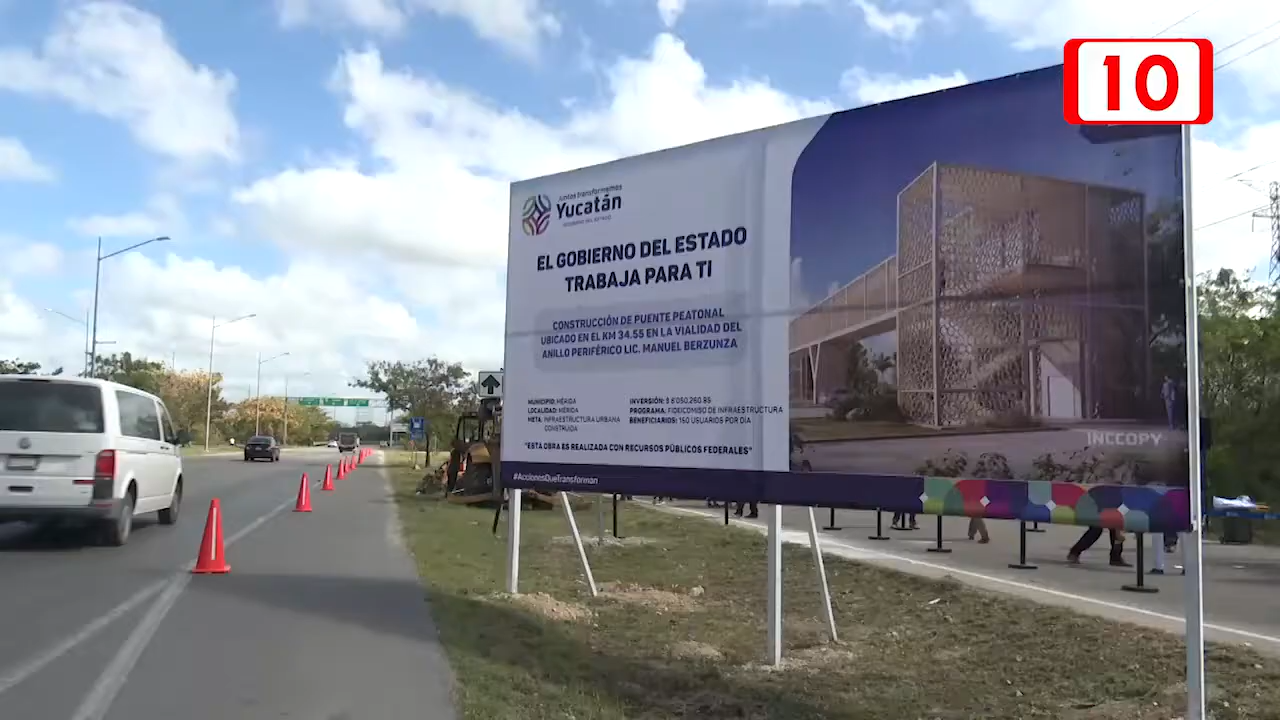 10
Juntos transformemos
Yucatán
GOBIERNO DEL ESTADO
EL GOBIERNO DEL ESTADO
TRABAJA PARA TI
CONSTRUCCIÓN DE PUENTE PEATONAL
UBICADO EN EL KM 34.55 EN LA VIALIDAD DEL
ANILLO PERIFÉRICO LIC. MANUEL BERZUNZA
MUNICIPIO: MÉRIDA
LOCALIDAD: MÉRIDA
META: INFRAESTRUCTURA URBANA
CONSTRUIDA
INVERSIÓN: $ 8'050,260.85
PROGRAMA: FIDEICOMISO DE INFRAESTRUCTURA
BENEFICIARIOS: 160 USUARIOS POR DÍA
"ESTA OBRA ES REALIZADA CON RECURSOS PÚBLICOS FEDERALES"
INCCOPY
#AccionesQueTransforman